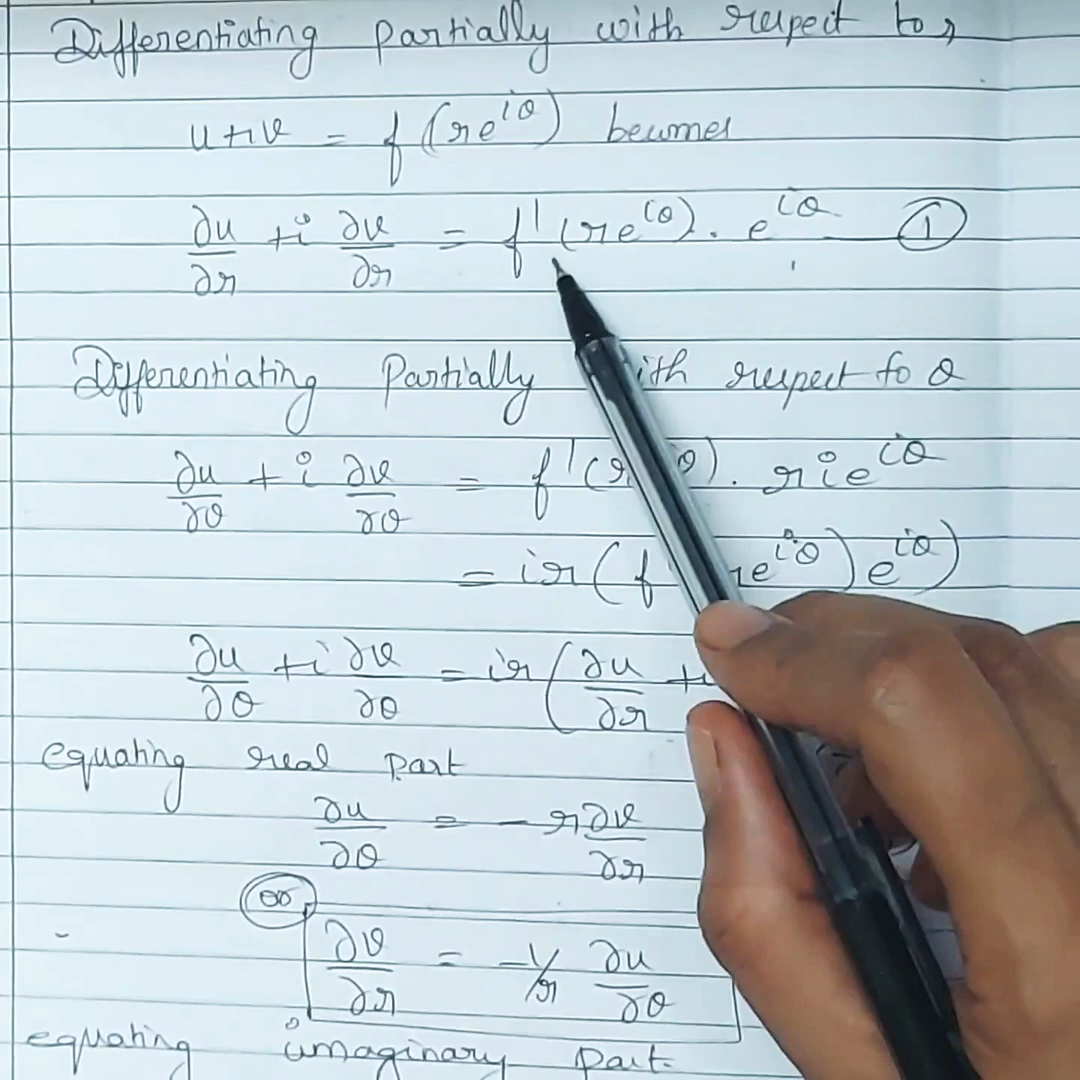 Differentiating Partially with respect to r
u+iv = f(re^{iθ}) becomes
∂u/∂r + i ∂v/∂r = f'(re^{iθ}). e^{iθ} ①
Differentiating Partially with respect to θ
∂u/∂θ + i ∂v/∂θ = f'(r θ). r i e^{iθ}
= ir(f re^{iθ})e^{iθ})
∂u/∂θ + i ∂v/∂θ = ir(∂u/∂r +
equating real part
∂u/∂θ = - r ∂v/∂r
or
∂v/∂r = -1/r ∂u/∂θ
equating imaginary part